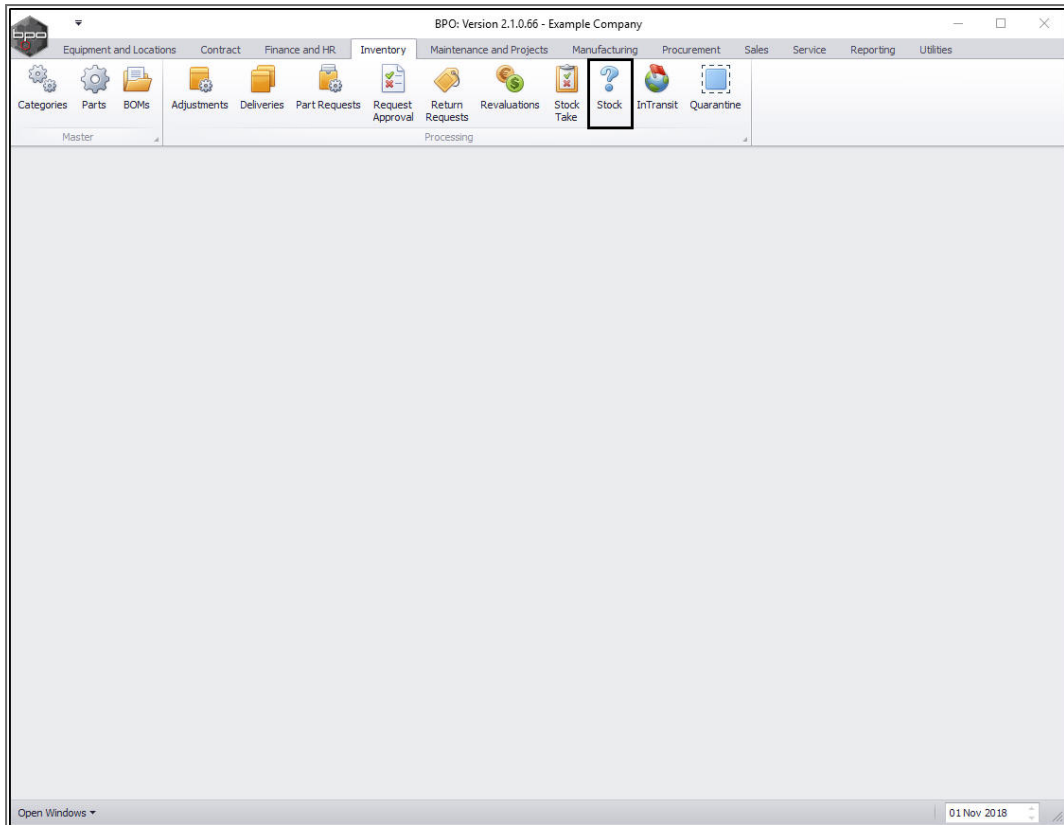 BPO: Version 2.1.0.66 - Example Company
bpo
Equipment and Locations Contract Finance and HR Inventory Maintenance and Projects Manufacturing Procurement Sales Service Reporting Utilities
Categories Parts BOMs Adjustments Deliveries Part Requests Request Approval Return Requests Revaluations Stock Take Stock InTransit Quarantine
Master Processing
Open Windows 01 Nov 2018